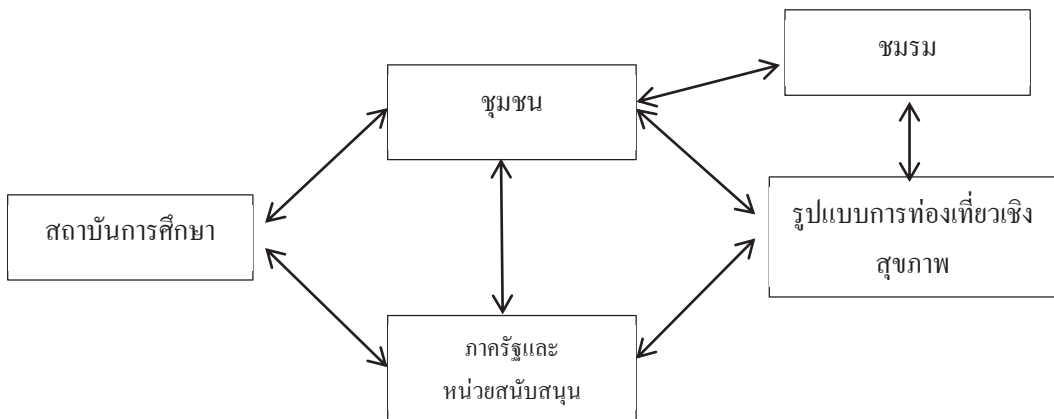 ชมรม
ชุมชน
สถาบันการศึกษา
รูปแบบการท่องเที่ยวเชิง
สุขภาพ
ภาครัฐและ
หน่วยสนับสนุน